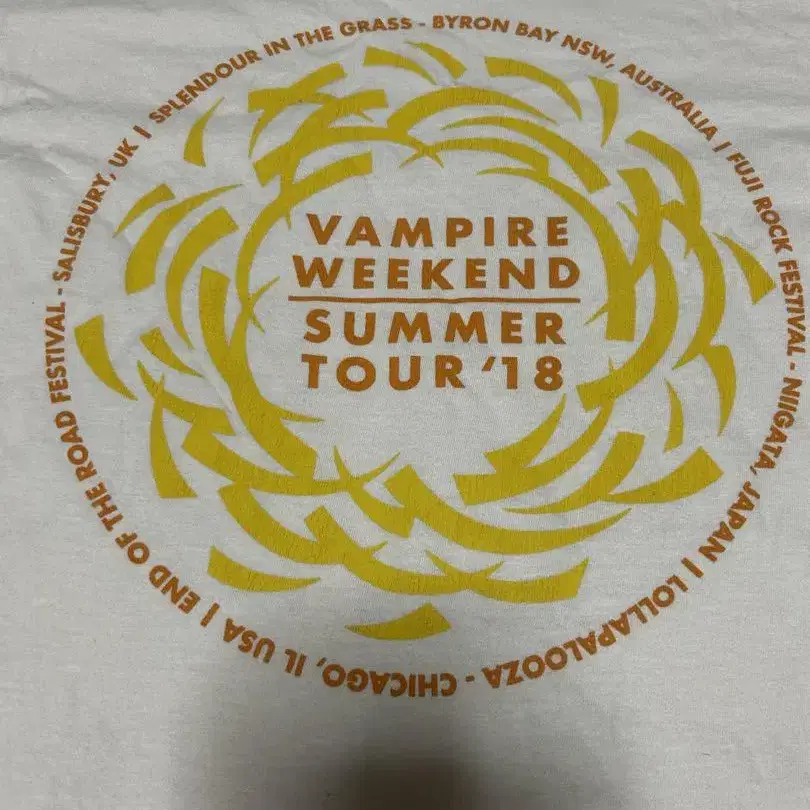 VAMPIRE
WEEKEND
SUMMER
TOUR '18
SPLENDOUR IN THE GRASS - BYRON BAY NSW, AUSTRALIA | FUJI ROCK FESTIVAL - NIIGATA, JAPAN | LOLLAPALOOZA - CHICAGO, IL USA | END OF THE ROAD FESTIVAL - SALISBURY, UK |